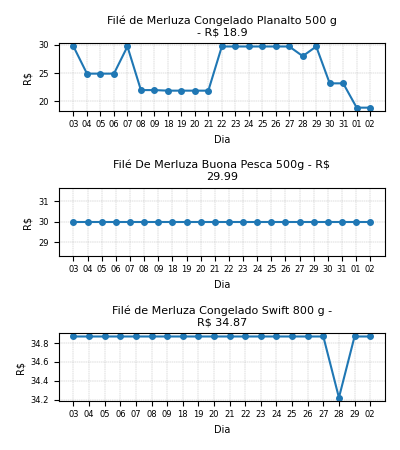 Filé de Merluza Congelado Planalto 500 g
- R$ 18.9
R$
30
25
20
03 04 05 06 07 08 09 18 19 20 21 22 23 24 25 26 27 28 29 30 31 01 02
Dia
Filé De Merluza Buona Pesca 500g - R$
29.99
R$
31
30
29
03 04 05 06 07 08 09 18 19 20 21 22 23 24 25 26 27 28 29 30 31 01 02
Dia
Filé de Merluza Congelado Swift 800 g -
R$ 34.87
R$
34.8
34.6
34.4
34.2
03 04 05 06 07 08 09 18 19 20 21 22 23 24 25 26 27 28 29 02
Dia